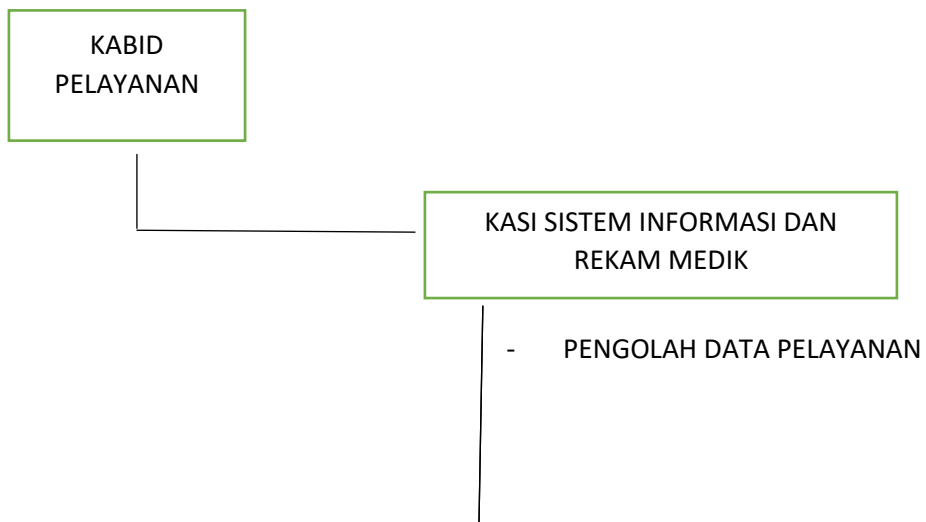 KABID
PELAYANAN
KASI SISTEM INFORMASI DAN
REKAM MEDIK
- PENGOLAH DATA PELAYANAN